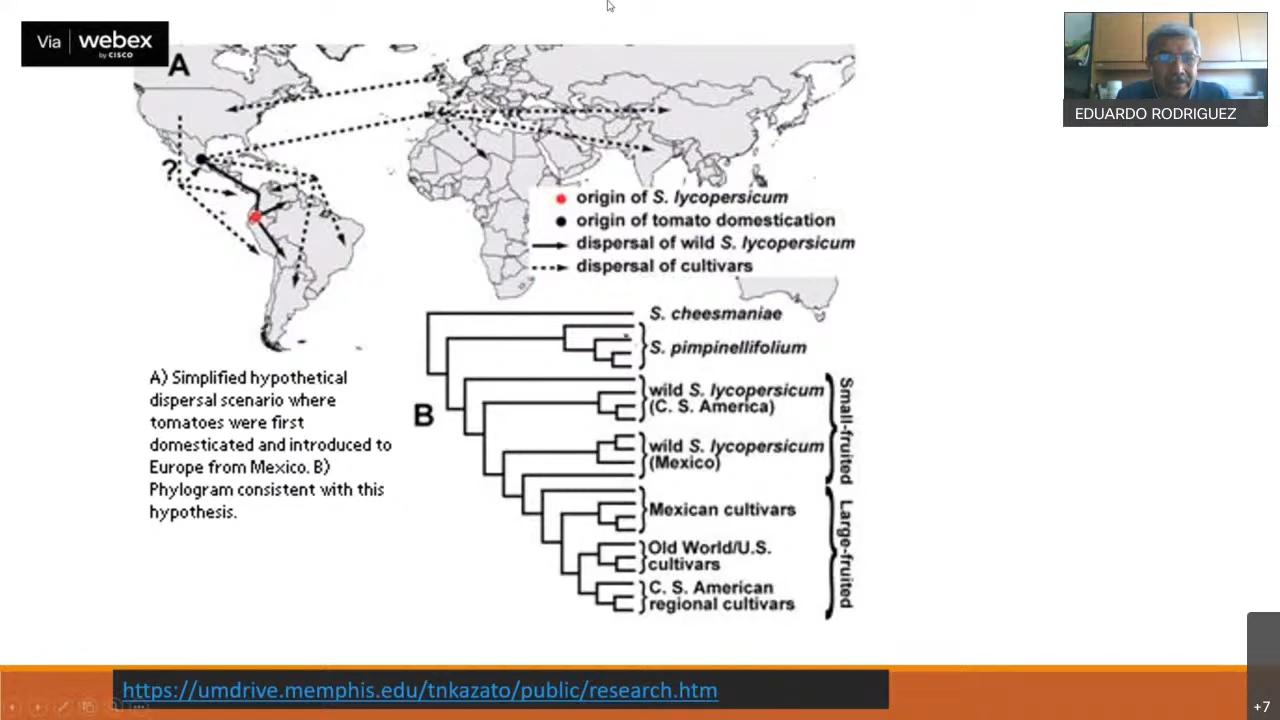 Via webex
by CISCO
A
EDUARDO RODRIGUEZ
?
origin of S. lycopersicum
origin of tomato domestication
dispersal of wild S. lycopersicum
dispersal of cultivars
A) Simplified hypothetical
dispersal scenario where
tomatoes were first
domesticated and introduced to
Europe from Mexico. B)
Phylogram consistent with this
hypothesis.
B
S. cheesmaniae
S. pimpinellifolium
wild S. lycopersicum
(C. S. America)
wild S. lycopersicum
(Mexico)
Mexican cultivars
Old World/U.S.
cultivars
C. S. American
regional cultivars
Small-fruited
Large-fruited
https://umdrive.memphis.edu/tnkazato/public/research.htm
+7